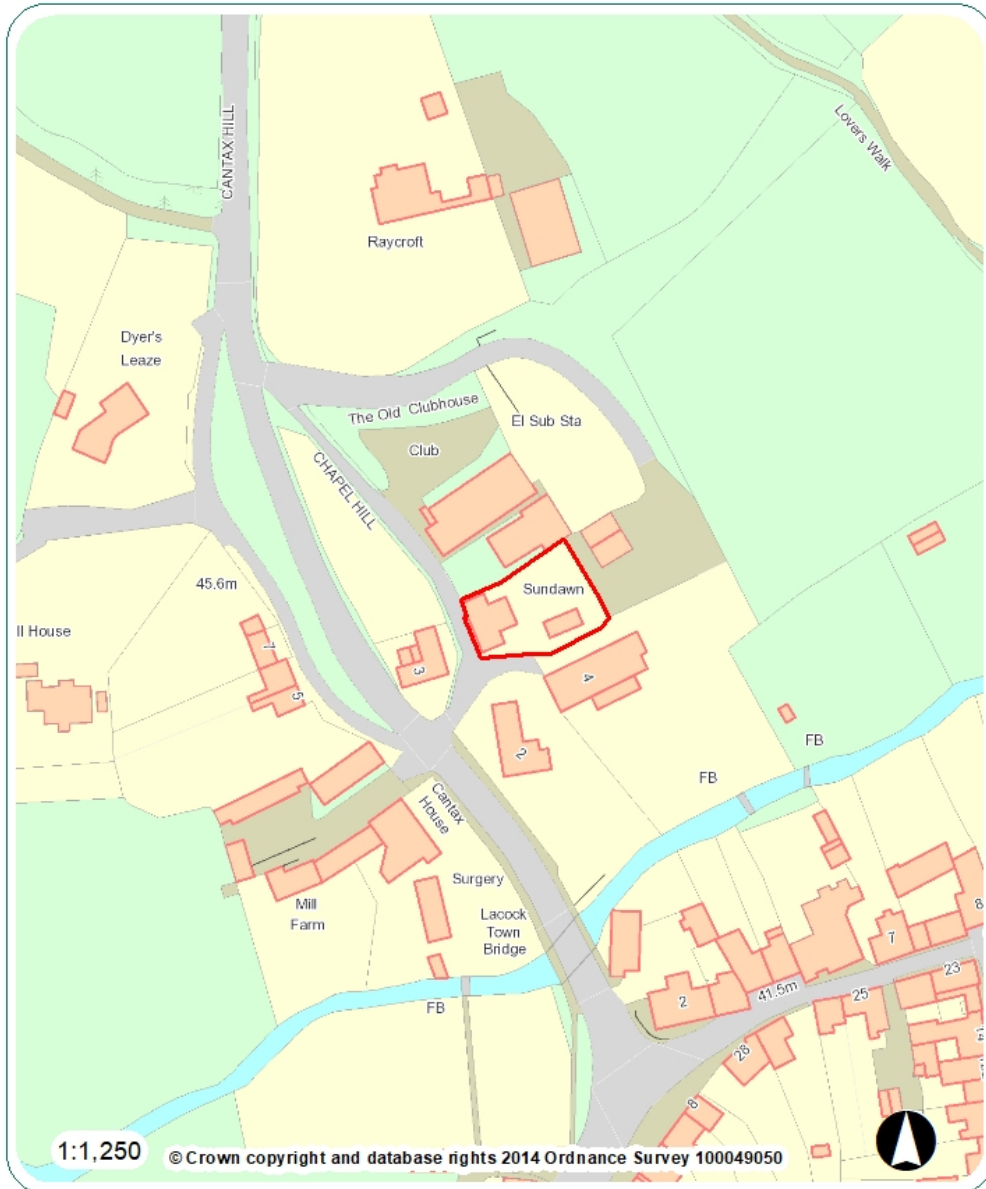 CANTAX HILL
Lovers Walk
Raycroft
Dyer's
Leaze
The Old Clubhouse
El Sub Sta
Club
CHAPEL HILL
45.6m
Sundawn
ll House
1
3
5
4
2
FB
FB
Cantax
House
Surgery
Mill
Farm
Lacock
Town
Bridge
FB
8
7
23
2
41.5m
25
28
8
1:1,250
© Crown copyright and database rights 2014 Ordnance Survey 100049050